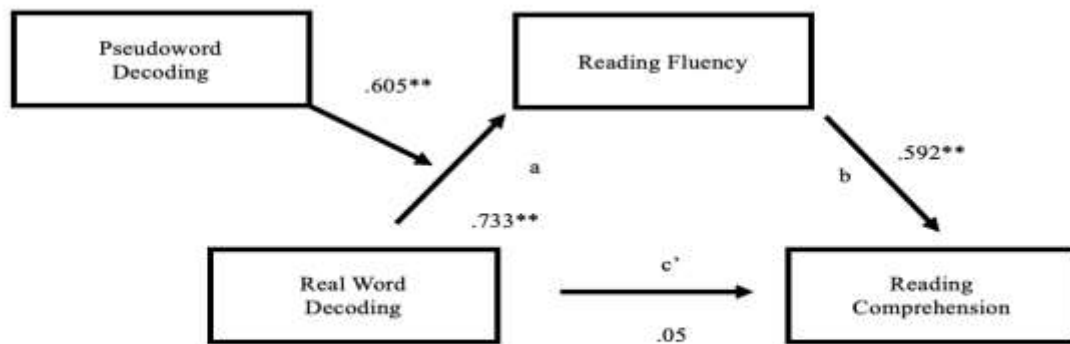 Pseudoword
Decoding
Reading Fluency
.605**
a
.592**
b
.733**
Real Word
Decoding
c’
.05
Reading
Comprehension